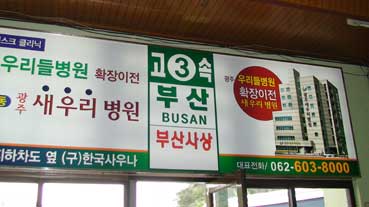 스크 클리닉
우리들병원 확장이전
광주 새우리병원
지하차도 옆 (구)한국사우나
고③속
부산
BUSAN
부산사상
광주 우리들병원
확장이전
새우리병원
대표전화/ 062-603-8000